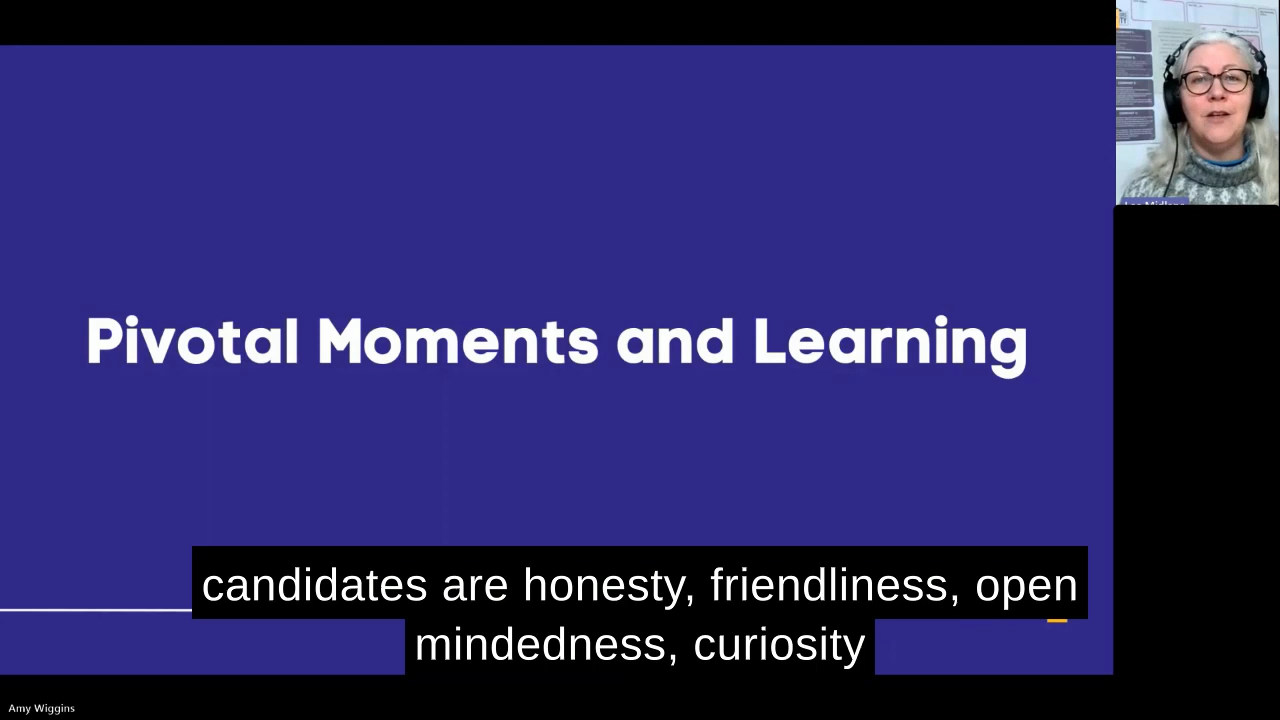 Pivotal Moments and Learning
candidates are honesty, friendliness, open
mindedness, curiosity
Amy Wiggins